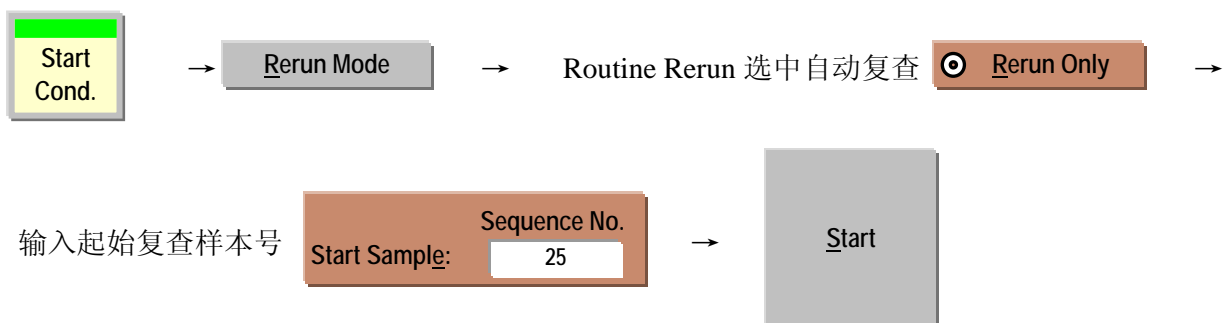 Start
Cond.
→ Rerun Mode → Routine Rerun 选中自动复查 Rerun Only →
输入起始复查样本号
Sequence No.
Start Sample: 25
→ Start